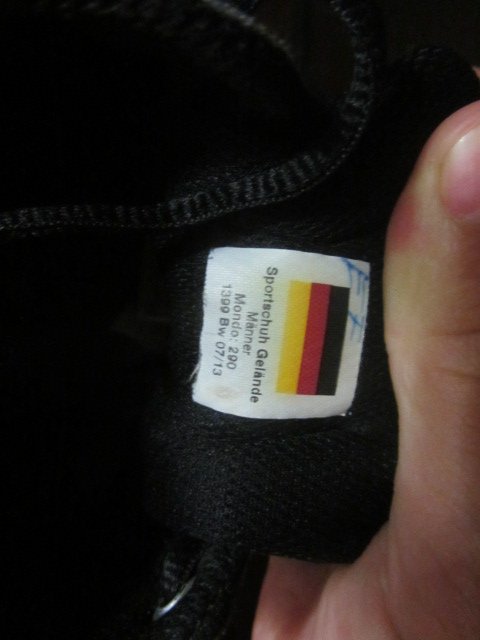 Sportschuh Gelände
Männer
Mondo: 290
1399 Bw 07/13